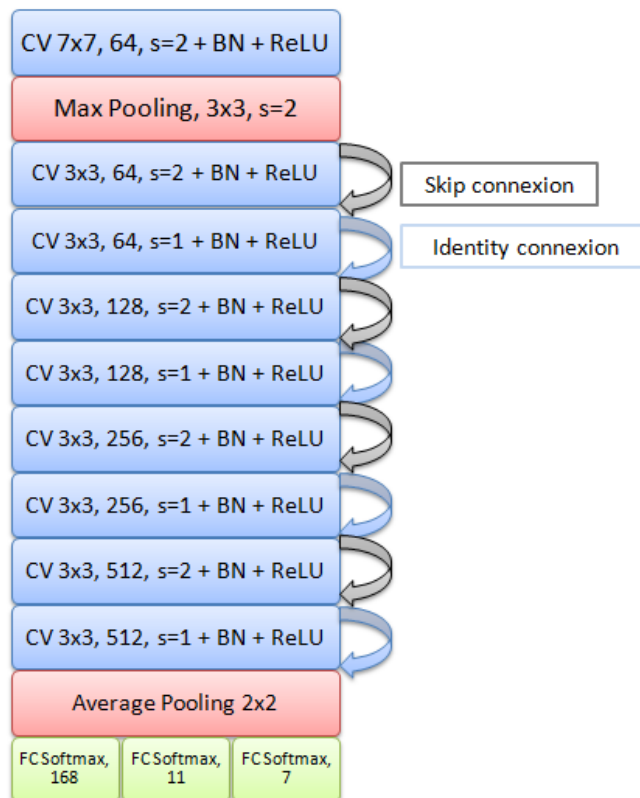 CV 7x7, 64, s=2 + BN + ReLU
Max Pooling, 3x3, s=2
CV 3x3, 64, s=2 + BN + ReLU
Skip connexion
CV 3x3, 64, s=1 + BN + ReLU
Identity connexion
CV 3x3, 128, s=2 + BN + ReLU
CV 3x3, 128, s=1 + BN + ReLU
CV 3x3, 256, s=2 + BN + ReLU
CV 3x3, 256, s=1 + BN + ReLU
CV 3x3, 512, s=2 + BN + ReLU
CV 3x3, 512, s=1 + BN + ReLU
Average Pooling 2x2
FC Softmax,
168
FC Softmax,
11
FC Softmax,
7